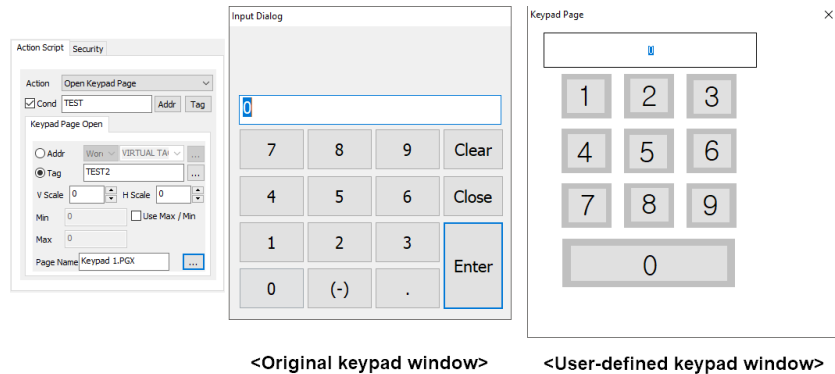 Action Script Security
Action Open Keypad Page
Cond TEST Addr Tag
Keypad Page Open
Addr Won VIRTUAL TA ...
Tag TEST2 ...
V Scale 0 H Scale 0
Min 0 Use Max / Min
Max 0
Page Name Keypad 1.PGX ...
Input Dialog
0
7 8 9 Clear
4 5 6 Close
1 2 3
Enter
0 (-) .
<Original keypad window>
Keypad Page
0
1 2 3
4 5 6
7 8 9
0
<User-defined keypad window>